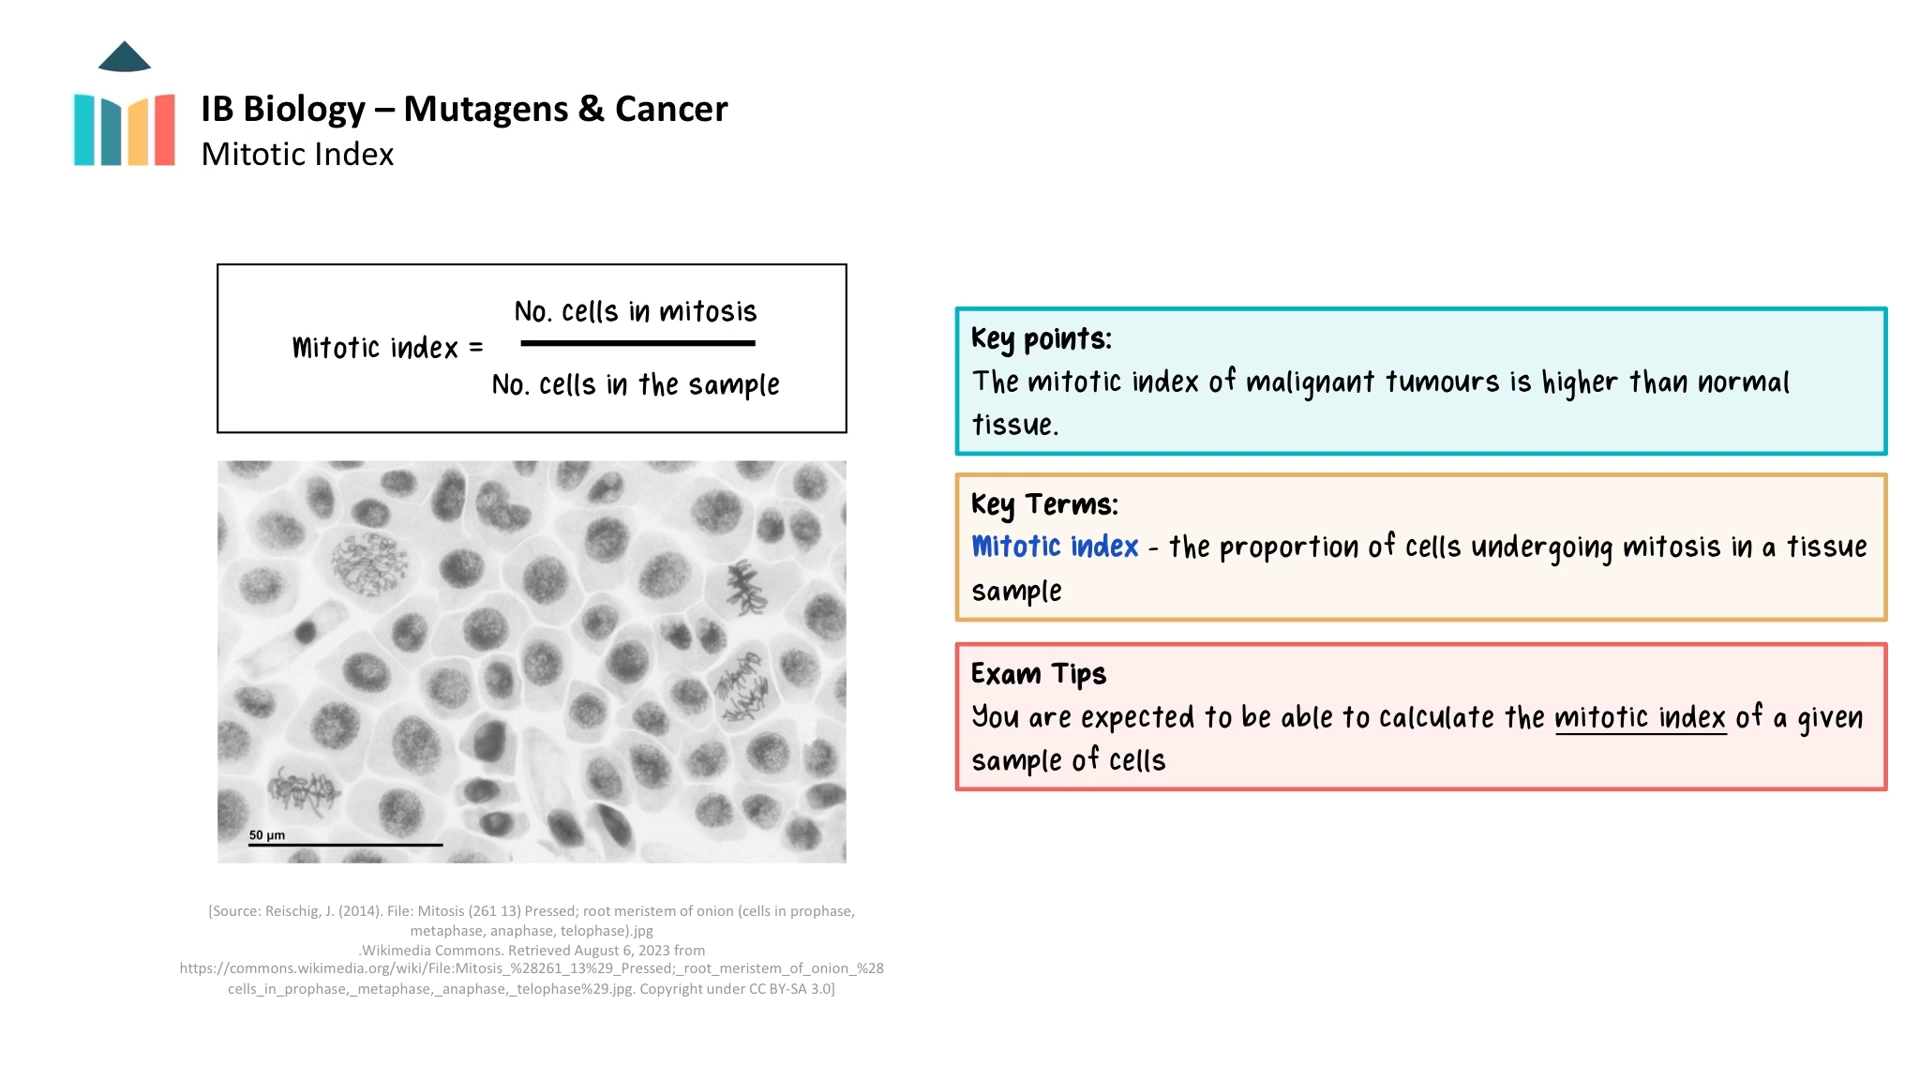 IB Biology – Mutagens & Cancer
Mitotic Index
Mitotic index =
No. cells in mitosis
No. cells in the sample
50 µm
[Source: Reischig, J. (2014). File: Mitosis (261 13) Pressed; root meristem of onion (cells in prophase,
metaphase, anaphase, telophase).jpg
.Wikimedia Commons. Retrieved August 6, 2023 from
https://commons.wikimedia.org/wiki/File:Mitosis_%28261_13%29_Pressed;_root_meristem_of_onion_%28
cells_in_prophase,_metaphase,_anaphase,_telophase%29.jpg. Copyright under CC BY-SA 3.0]
Key points:
The mitotic index of malignant tumours is higher than normal
tissue.
Key Terms:
Mitotic index - the proportion of cells undergoing mitosis in a tissue
sample
Exam Tips
You are expected to be able to calculate the mitotic index of a given
sample of cells